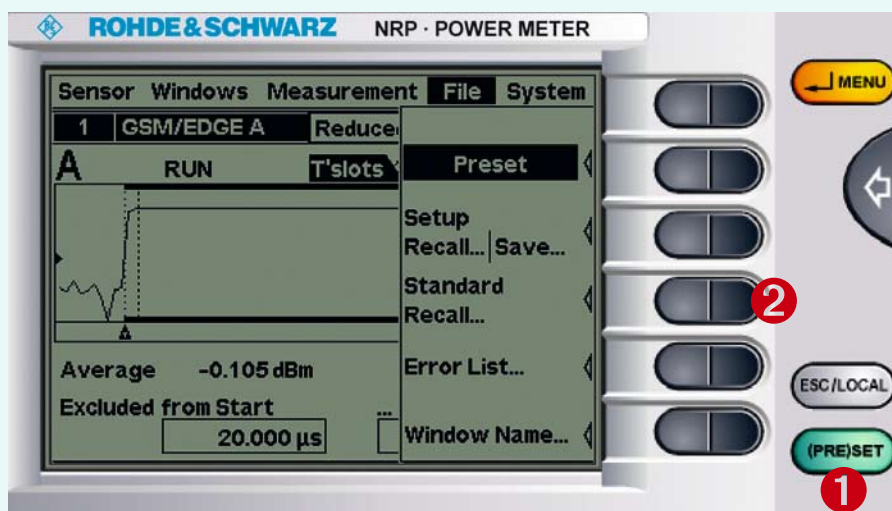 ROHDE&SCHWARZ NRP · POWER METER
Sensor Windows Measurement File System
1 GSM/EDGE A Reduce
A RUN T'slots
Preset
Setup
Recall... Save...
Standard
Recall...
Average -0.105 dBm
Error List...
Excluded from Start ...
20.000 µs
Window Name...
MENU
2
ESC/LOCAL
(PRE)SET
1